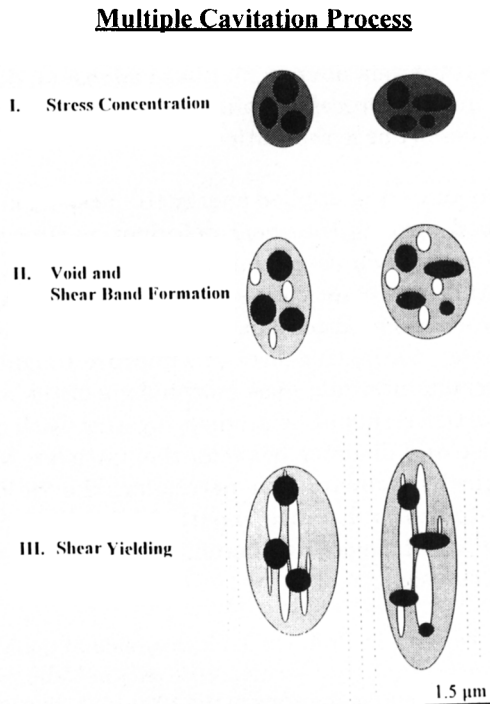 Multiple Cavitation Process
I. Stress Concentration
II. Void and
Shear Band Formation
III. Shear Yielding
1.5 µm